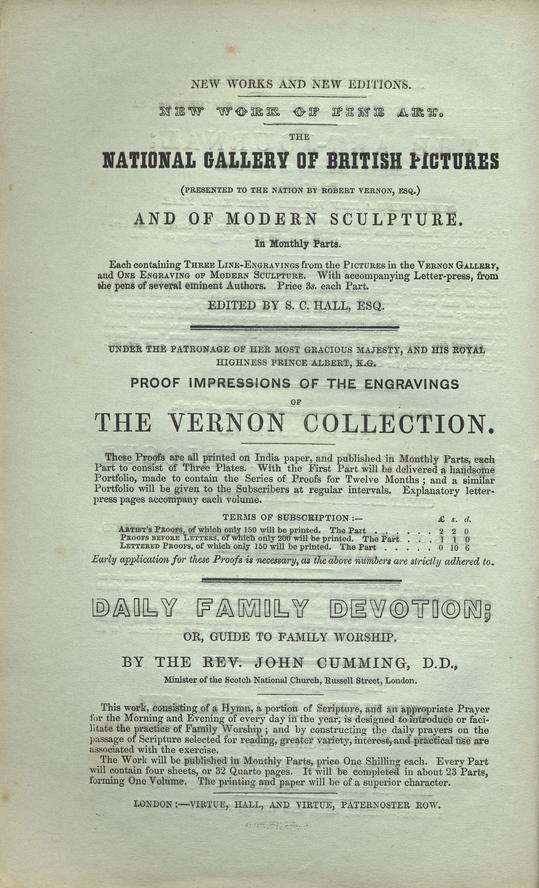 NEW WORKS AND NEW EDITIONS.
NEW WORK OF FINE ART.
THE
NATIONAL GALLERY OF BRITISH PICTURES
(PRESENTED TO THE NATION BY ROBERT VERNON, ESQ.)
AND OF MODERN SCULPTURE.
In Monthly Parts.
Each containing THREE LINE-ENGRAVINGS from the PICTURES in the VERNON GALLERY,
and ONE ENGRAVING OF MODERN SCULPTURE. With accompanying Letter-press, from
the pens of several eminent Authors. Price 3s. each Part.
EDITED BY S. C. HALL, ESQ.
UNDER THE PATRONAGE OF HER MOST GRACIOUS MAJESTY, AND HIS ROYAL
HIGHNESS PRINCE ALBERT, K.G.
PROOF IMPRESSIONS OF THE ENGRAVINGS
OF
THE VERNON COLLECTION.
These Proofs are all printed on India paper, and published in Monthly Parts, each
Part to consist of Three Plates. With the First Part will be delivered a handsome
Portfolio, made to contain the Series of Proofs for Twelve Months; and a similar
Portfolio will be given to the Subscribers at regular intervals. Explanatory letter-
press pages accompany each volume.
TERMS OF SUBSCRIPTION:— £ s. d.
ARTIST'S PROOFS, of which only 150 will be printed. The Part . . . . . . 2 2 0
PROOFS BEFORE LETTERS, of which only 200 will be printed. The Part . . . . 1 1 0
LETTERED PROOFS, of which only 150 will be printed. The Part . . . . . . 0 10 6
Early application for these Proofs is necessary, as the above numbers are strictly adhered to.
DAILY FAMILY DEVOTION;
OR, GUIDE TO FAMILY WORSHIP.
BY THE REV. JOHN CUMMING, D.D.,
Minister of the Scotch National Church, Russell Street, London.
This work, consisting of a Hymn, a portion of Scripture, and an appropriate Prayer
for the Morning and Evening of every day in the year, is designed to introduce or faci-
litate the practice of Family Worship; and by constructing the daily prayers on the
passage of Scripture selected for reading, greater variety, interest, and practical use are
associated with the exercise.
The Work will be published in Monthly Parts, price One Shilling each. Every Part
will contain four sheets, or 32 Quarto pages. It will be completed in about 23 Parts,
forming One Volume. The printing and paper will be of a superior character.
LONDON:—VIRTUE, HALL, AND VIRTUE, PATERNOSTER ROW.